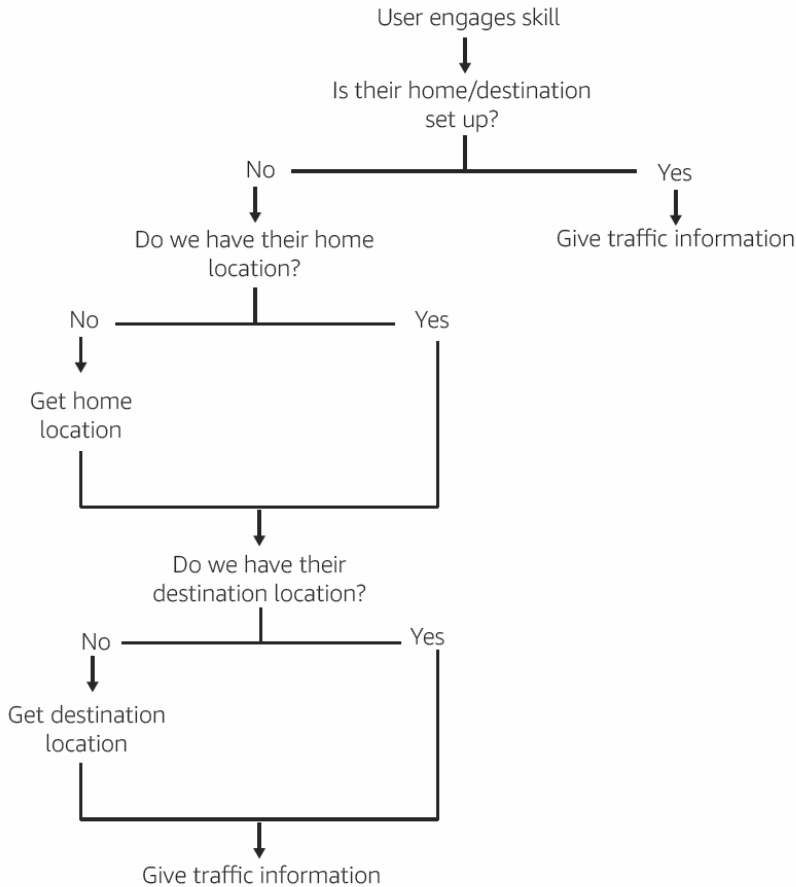 User engages skill
Is their home/destination
set up?
No
Yes
Do we have their home
location?
Give traffic information
No
Yes
Get home
location
Do we have their
destination location?
No
Yes
Get destination
location
Give traffic information